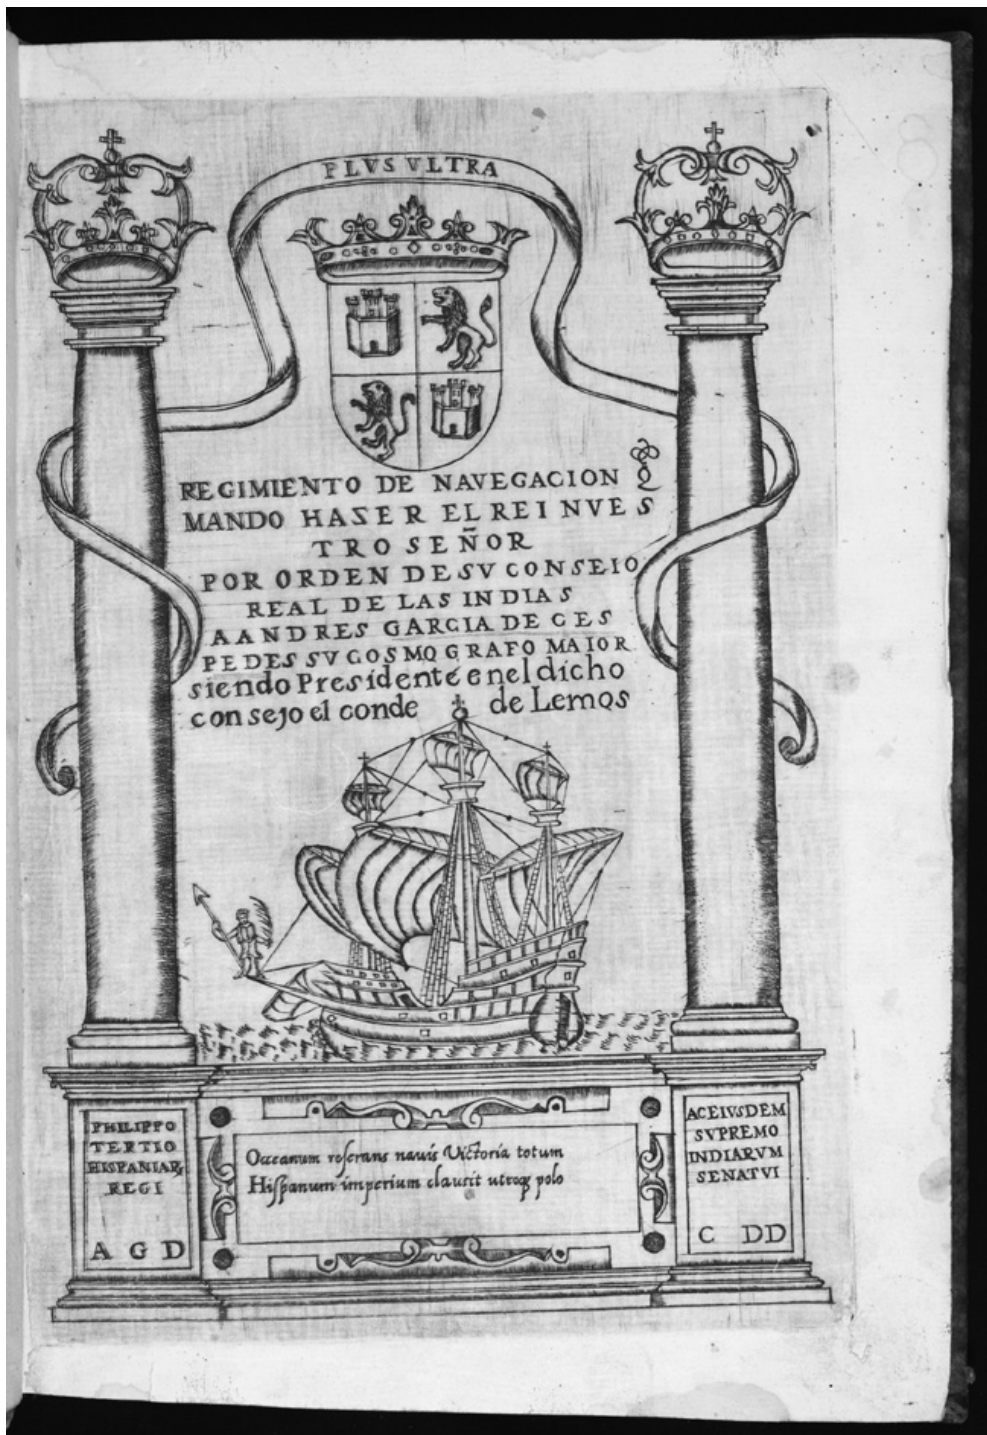 PLVS VLTRA
REGIMIENTO DE NAVEGACION Q̃
MANDO HASER EL REI NVES
TRO SEÑOR
POR ORDEN DE SV CONSEIO
REAL DE LAS INDIAS
A ANDRES GARCIA DE CES
PEDES SV COSMOGRAFO MAIOR
siendo Presidente en el dicho
consejo el conde de Lemos
PHILIPPO
TERTIO
HISPANIAR,
REGI
A G D
Occeanum reserans nauis Victoria totum
Hispanum imperium clausit utroq; polo
AC EIVSDEM
SVPREMO
INDIARVM
SENATVI
C DD